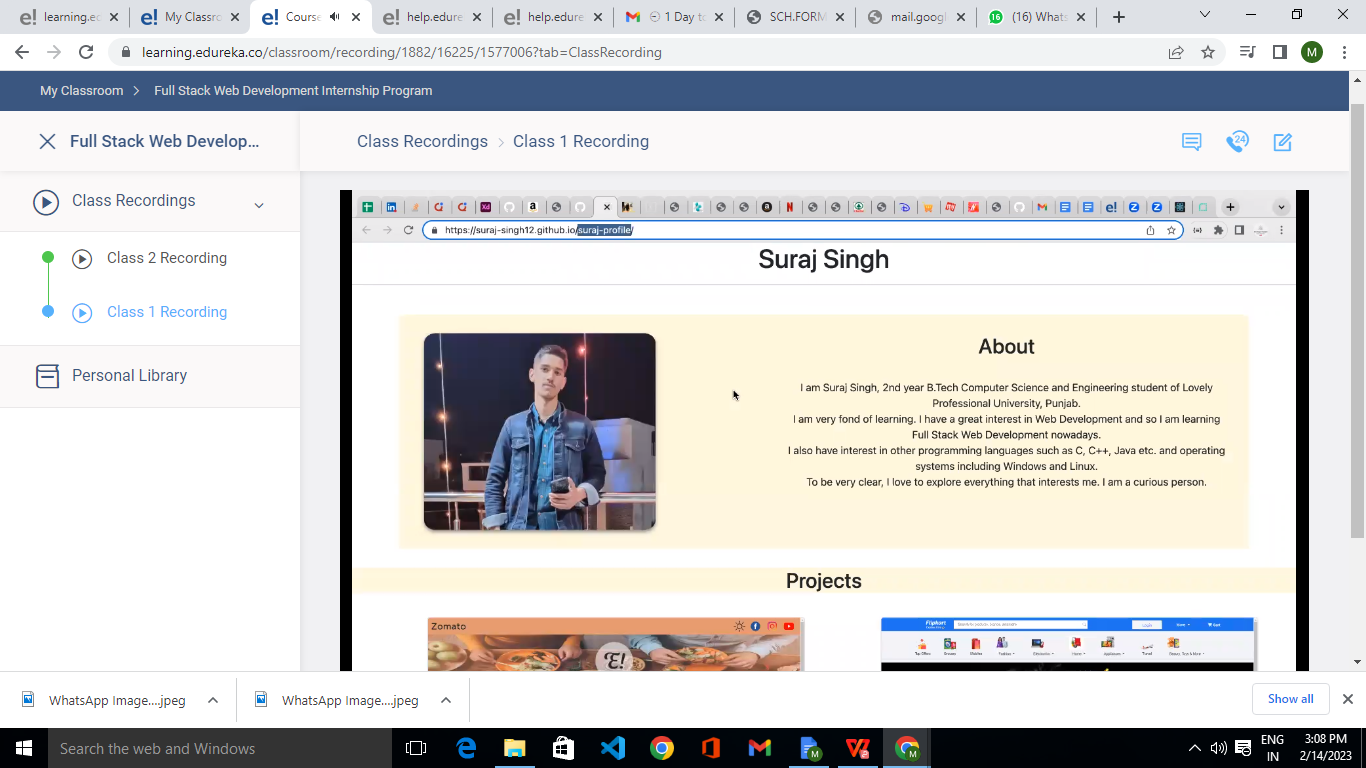 learning.ed
My Classro
Course
help.edure
help.edure
1 Day to
SCH.FORM
mail.googl
(16) Whats
learning.edureka.co/classroom/recording/1882/16225/1577006?tab=ClassRecording
M
My Classroom > Full Stack Web Development Internship Program
Full Stack Web Develop...
Class Recordings > Class 1 Recording
24
Class Recordings
Class 2 Recording
Class 1 Recording
Personal Library
https://suraj-singh12.github.io/suraj-profile/
Suraj Singh
About
I am Suraj Singh, 2nd year B.Tech Computer Science and Engineering student of Lovely
Professional University, Punjab.
I am very fond of learning. I have a great interest in Web Development and so I am learning
Full Stack Web Development nowadays.
I also have interest in other programming languages such as C, C++, Java etc. and operating
systems including Windows and Linux.
To be very clear, I love to explore everything that interests me. I am a curious person.
Projects
Zomato
Flipkart
WhatsApp Image....jpeg
WhatsApp Image....jpeg
Show all
Search the web and Windows
ENG
IN
3:08 PM
2/14/2023